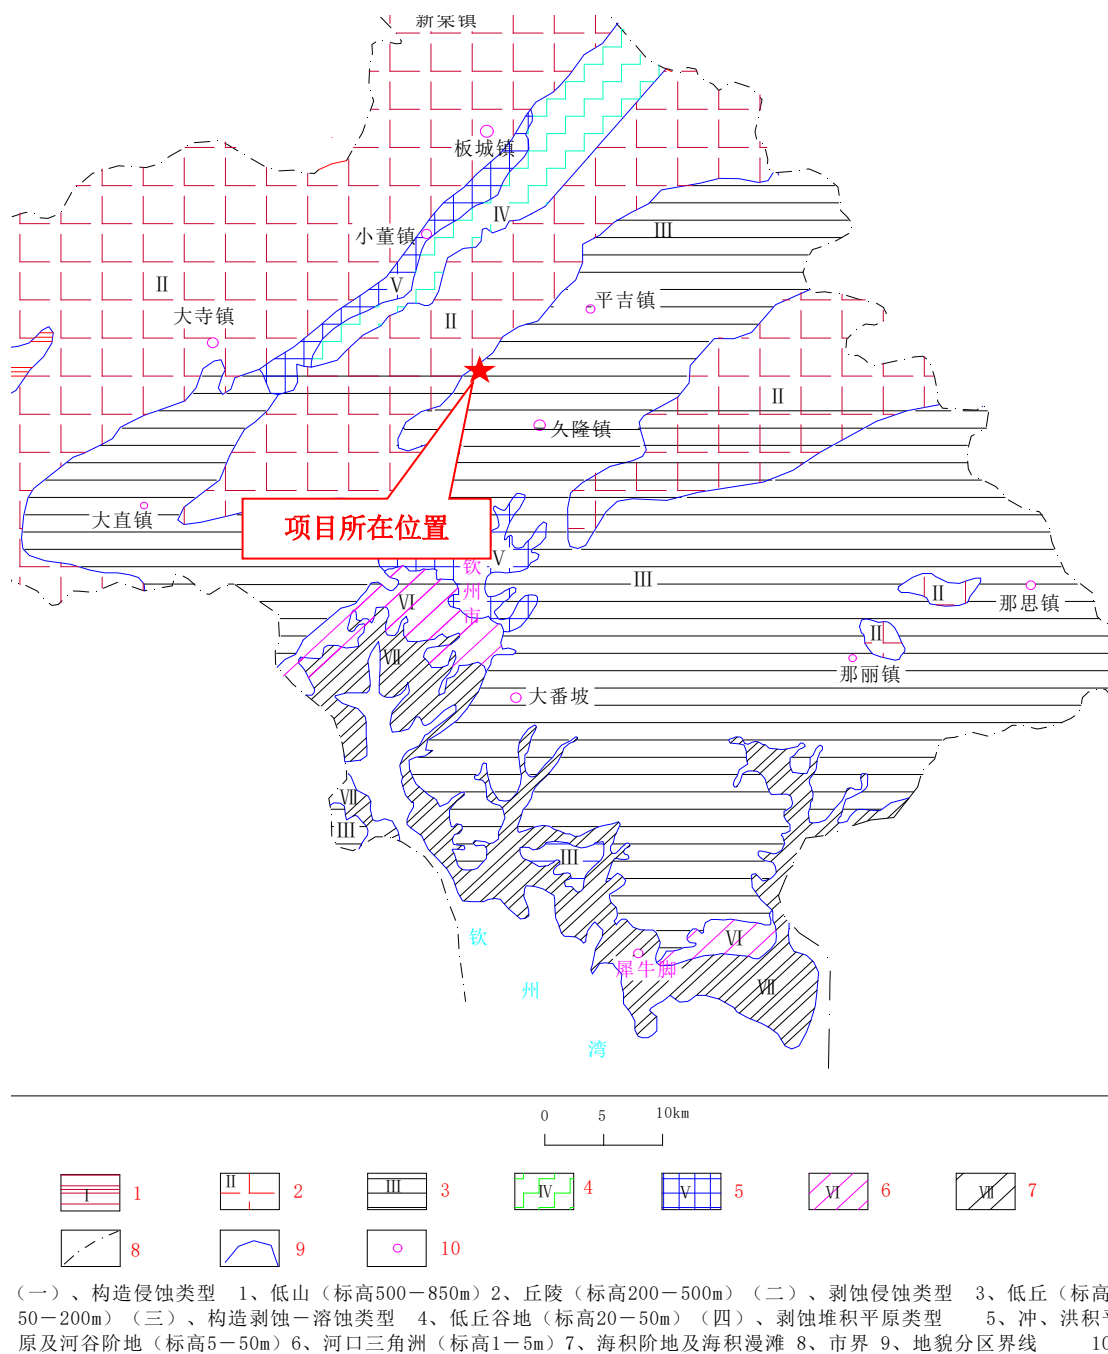 新棠镇
板城镇
Ⅳ
小董镇
Ⅲ
Ⅴ
Ⅱ
平吉镇
大寺镇
Ⅱ
Ⅱ
久隆镇
大直镇
项目所在位置
Ⅴ
钦州市
Ⅲ
Ⅵ
Ⅱ
那思镇
Ⅱ
Ⅶ
那丽镇
大番坡
Ⅶ
Ⅲ
Ⅲ
钦州湾
Ⅵ
犀牛脚
Ⅶ
0 5 10km
Ⅰ 1
Ⅱ 2
Ⅲ 3
Ⅳ 4
Ⅴ 5
Ⅵ 6
Ⅶ 7
8
9
10
(一)、构造侵蚀类型 1、低山(标高500－850m)2、丘陵(标高200－500m)(二)、剥蚀侵蚀类型 3、低丘(标高
50－200m)(三)、构造剥蚀－溶蚀类型 4、低丘谷地(标高20－50m)(四)、剥蚀堆积平原类型 5、冲、洪积平
原及河谷阶地(标高5－50m)6、河口三角洲(标高1－5m)7、海积阶地及海积漫滩 8、市界 9、地貌分区界线 10